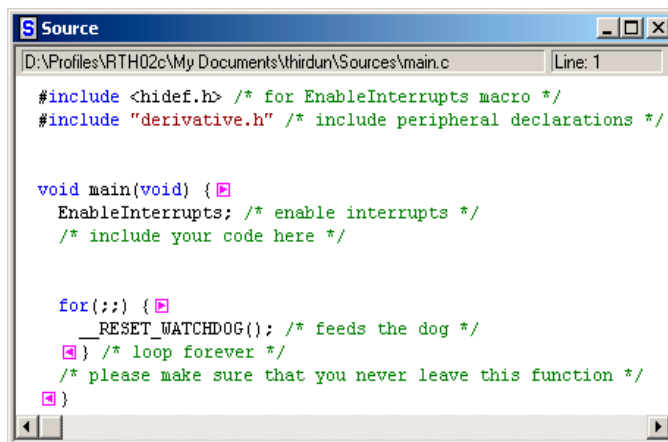 S Source
D:\Profiles\RTH02c\My Documents\thirdun\Sources\main.c Line: 1
#include <hidef.h> /* for EnableInterrupts macro */
#include "derivative.h" /* include peripheral declarations */
void main(void) {
EnableInterrupts; /* enable interrupts */
/* include your code here */
for(;;) {
__RESET_WATCHDOG(); /* feeds the dog */
} /* loop forever */
/* please make sure that you never leave this function */
}